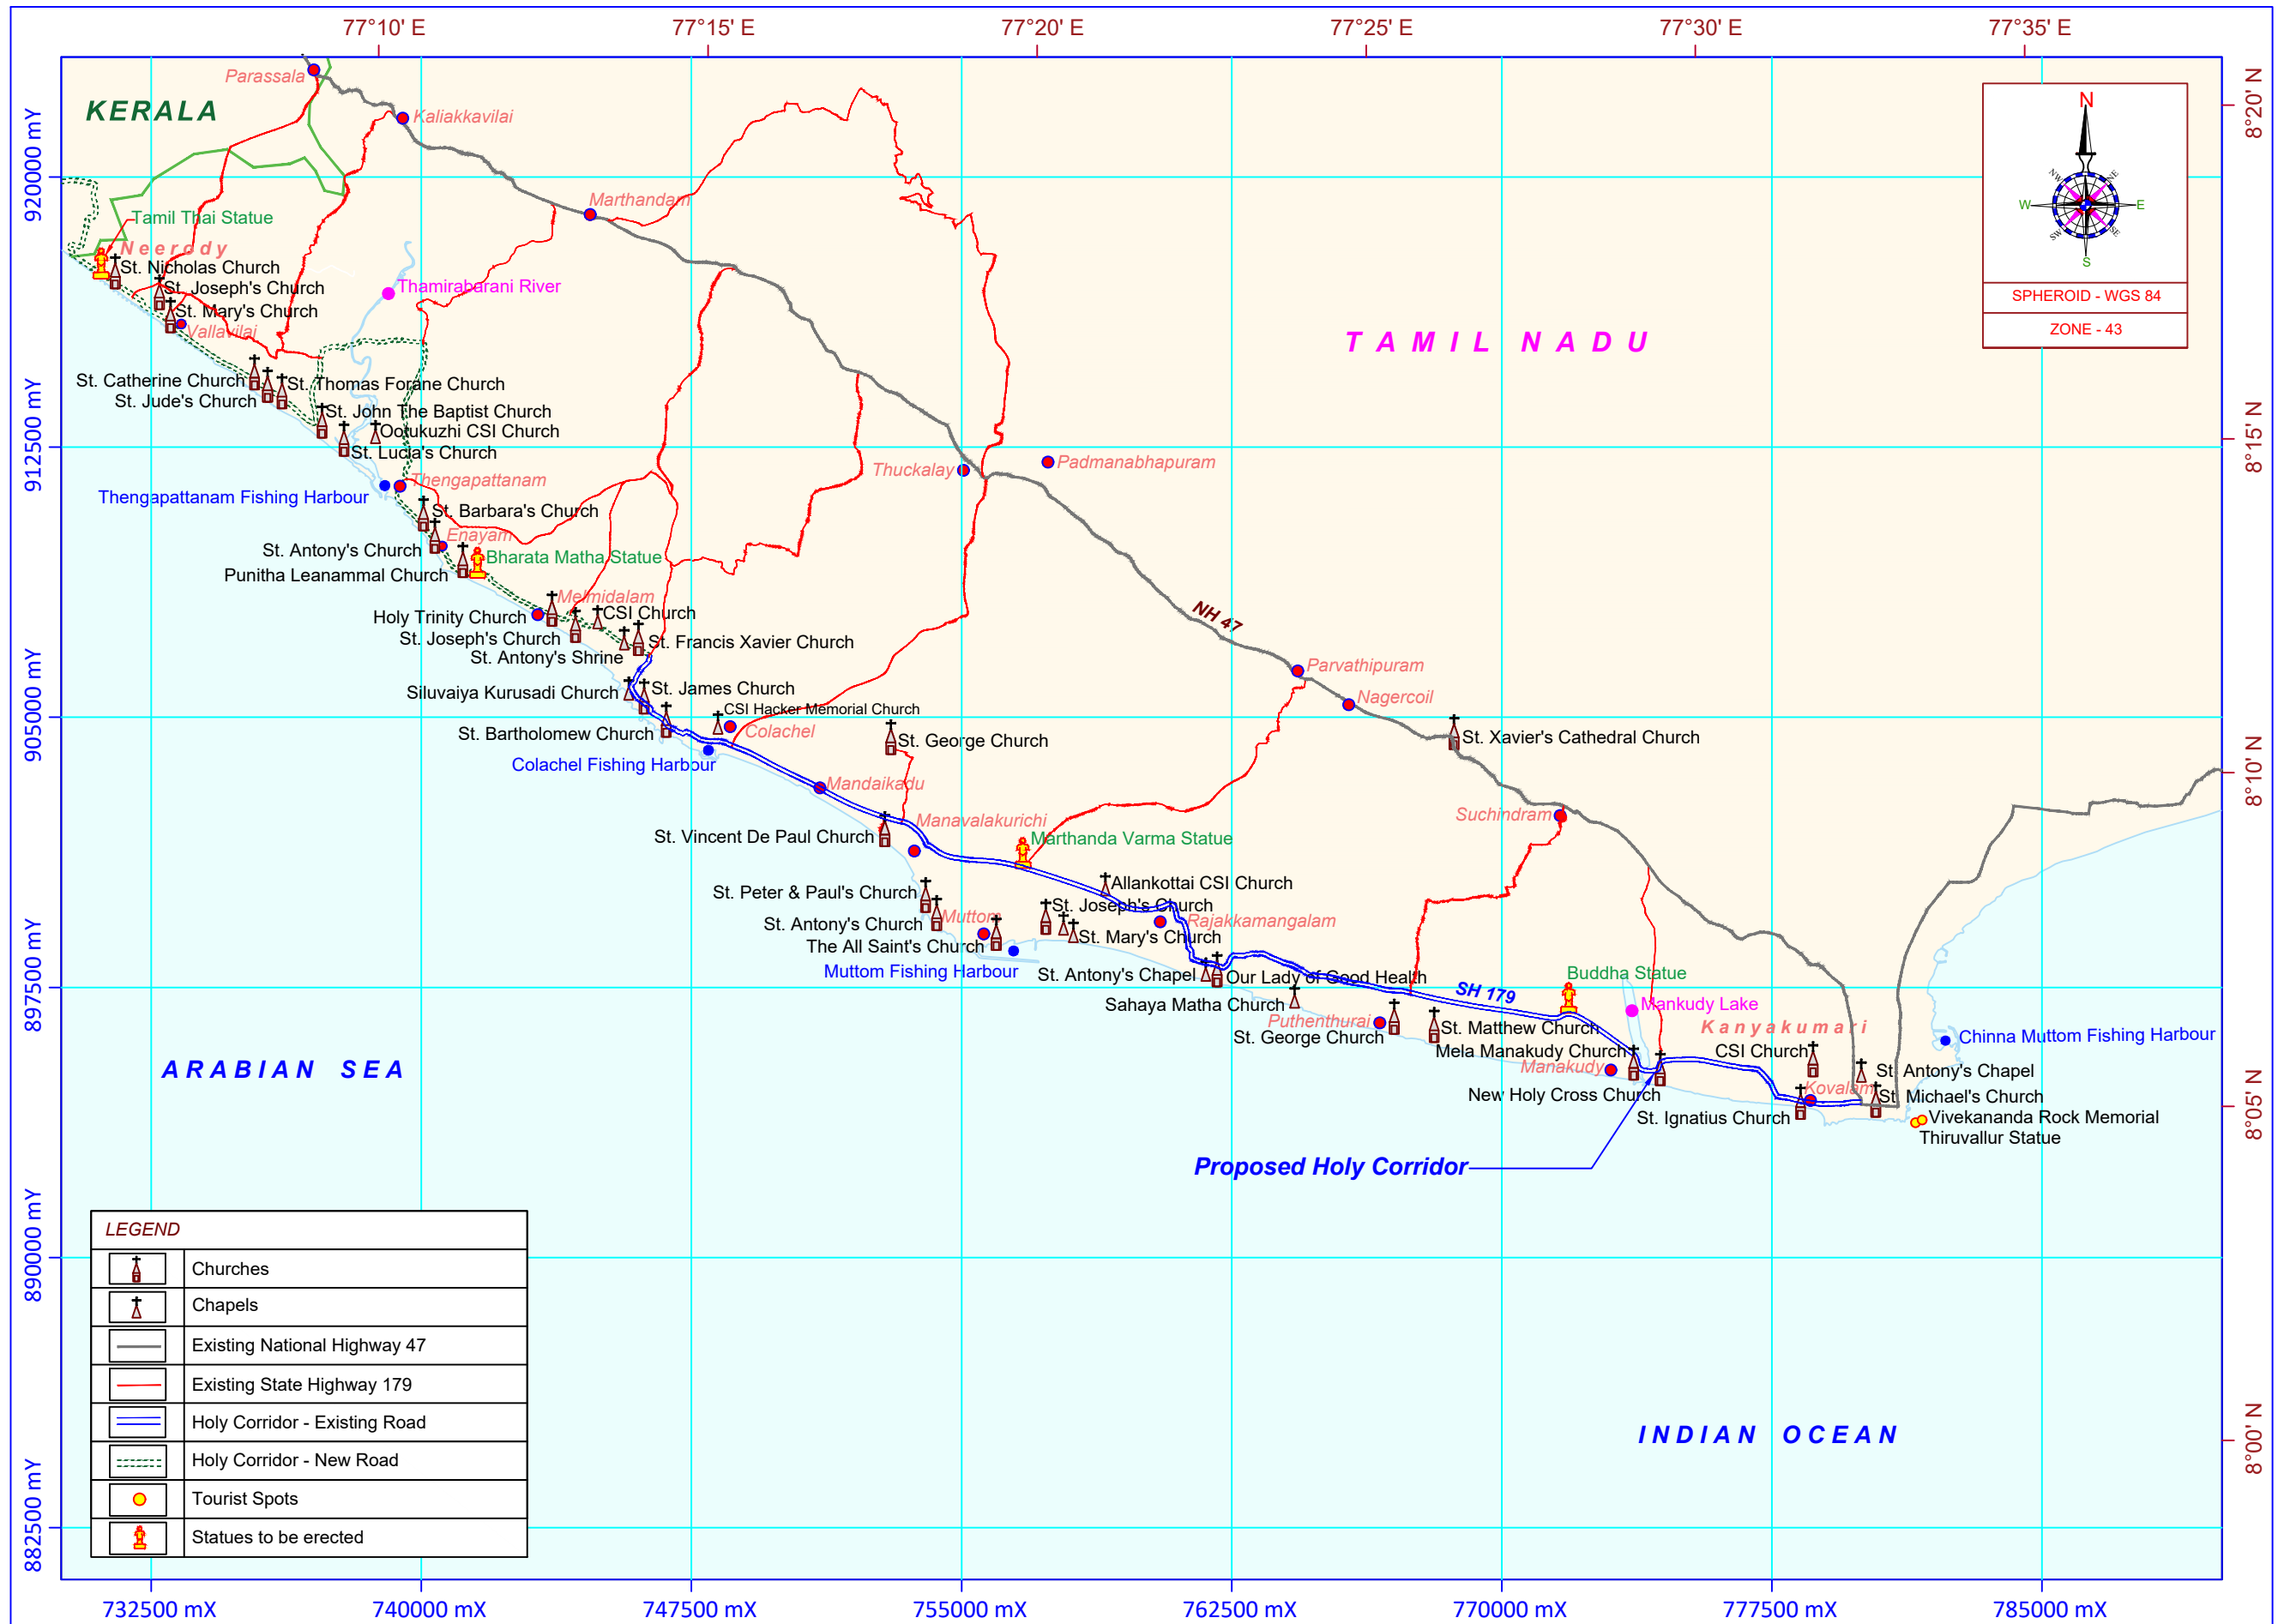 77°10' E
77°15' E
77°20' E
77°25' E
77°30' E
77°35' E
Parassala
KERALA
Kaliakkavilai
N
NW
NE
W
E
SW
SE
S
SPHEROID - WGS 84
ZONE - 43
8°20' N
8°15' N
8°10' N
8°05' N
8°00' N
920000 mY
912500 mY
905000 mY
897500 mY
890000 mY
882500 mY
Marthandam
Tamil Thai Statue
Neerody
St. Nicholas Church
St. Joseph's Church
St. Mary's Church
Vallavilai
Thamirabarani River
TAMIL NADU
St. Catherine Church
St. Thomas Forane Church
St. Jude's Church
St. John The Baptist Church
Ootukuzhi CSI Church
St. Lucia's Church
Thuckalay
Padmanabhapuram
Thengapattanam
Thengapattanam Fishing Harbour
St. Barbara's Church
Enayam
St. Antony's Church
Bharata Matha Statue
Punitha Leanammal Church
Melmidalam
Holy Trinity Church
CSI Church
St. Joseph's Church
St. Francis Xavier Church
St. Antony's Shrine
NH 47
Parvathipuram
Nagercoil
Siluvaiya Kurusadi Church
St. James Church
CSI Hacker Memorial Church
St. Bartholomew Church
Colachel
St. George Church
St. Xavier's Cathedral Church
Colachel Fishing Harbour
Mandaikadu
Manavalakurichi
Suchindram
St. Vincent De Paul Church
Marthanda Varma Statue
Allankottai CSI Church
St. Peter & Paul's Church
St. Joseph's Church
Muttom
St. Antony's Church
Rajakkamangalam
St. Mary's Church
The All Saint's Church
Muttom Fishing Harbour
St. Antony's Chapel
Our Lady of Good Health
Buddha Statue
SH 179
Sahaya Matha Church
Mankudy Lake
Puthenthurai
St. George Church
St. Matthew Church
Kanyakumari
Chinna Muttom Fishing Harbour
Mela Manakudy Church
CSI Church
Manakudy
St. Antony's Chapel
New Holy Cross Church
Kovalam
St. Michael's Church
St. Ignatius Church
Vivekananda Rock Memorial
Thiruvallur Statue
ARABIAN SEA
Proposed Holy Corridor
INDIAN OCEAN
LEGEND
Churches
Chapels
Existing National Highway 47
Existing State Highway 179
Holy Corridor - Existing Road
Holy Corridor - New Road
Tourist Spots
Statues to be erected
732500 mX
740000 mX
747500 mX
755000 mX
762500 mX
770000 mX
777500 mX
785000 mX